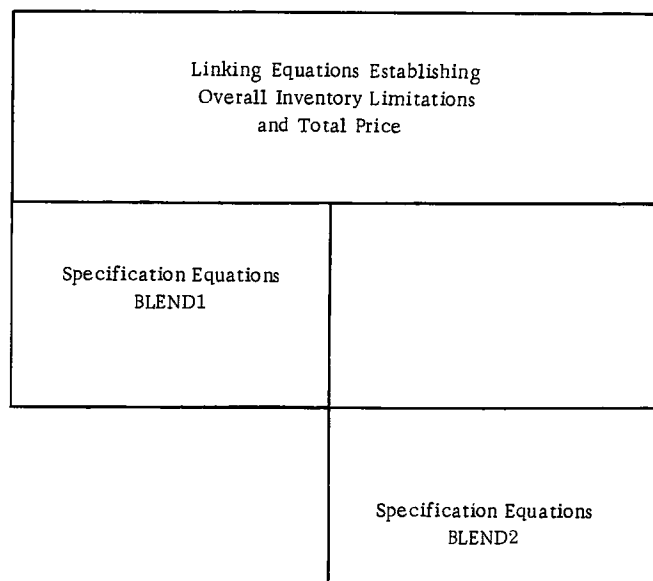 Linking Equations Establishing
Overall Inventory Limitations
and Total Price
Specification Equations
BLEND1
Specification Equations
BLEND2